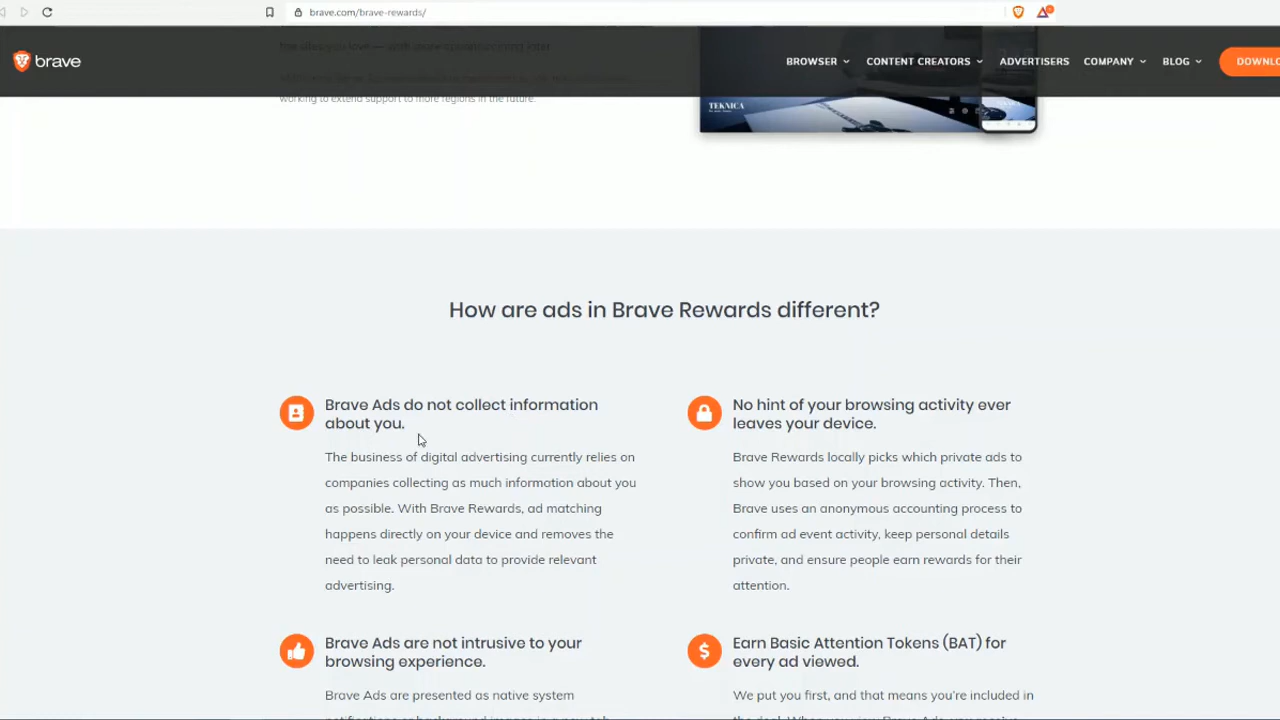 brave.com/brave-rewards/
brave
BROWSER
CONTENT CREATORS
ADVERTISERS
COMPANY
BLOG
DOWNLO
working to extend support to more regions in the future.
TEKNICA
How are ads in Brave Rewards different?
Brave Ads do not collect information
about you.
The business of digital advertising currently relies on
companies collecting as much information about you
as possible. With Brave Rewards, ad matching
happens directly on your device and removes the
need to leak personal data to provide relevant
advertising.
No hint of your browsing activity ever
leaves your device.
Brave Rewards locally picks which private ads to
show you based on your browsing activity. Then,
Brave uses an anonymous accounting process to
confirm ad event activity, keep personal details
private, and ensure people earn rewards for their
attention.
Brave Ads are not intrusive to your
browsing experience.
Brave Ads are presented as native system
Earn Basic Attention Tokens (BAT) for
every ad viewed.
We put you first, and that means you're included in